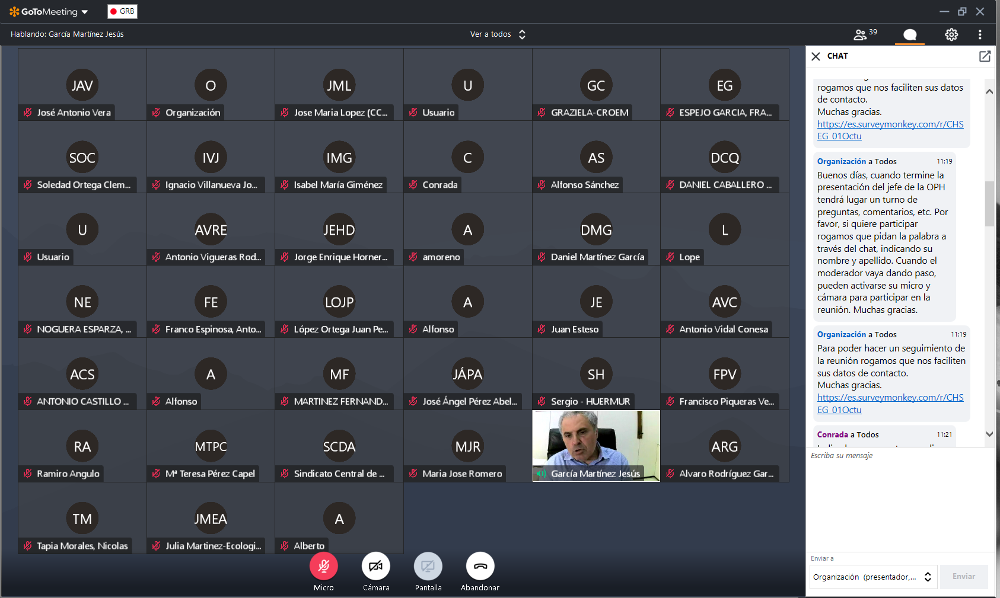 GoToMeeting
GRB
Hablando: García Martínez Jesús
Ver a todos
39
JAV
José Antonio Vera
O
Organización
JML
Jose Maria Lopez (CC...
U
Usuario
GC
GRAZIELA-CROEM
EG
ESPEJO GARCIA, FRA...
SOC
Soledad Ortega Clem...
IVJ
Ignacio Villanueva Jo...
IMG
Isabel María Giménez
C
Conrada
AS
Alfonso Sánchez
DCQ
DANIEL CABALLERO ...
U
Usuario
AVRE
Antonio Vigueras Rod...
JEHD
Jorge Enrique Horner...
A
amoreno
DMG
Daniel Martínez García
L
Lope
NE
NOGUERA ESPARZA, ...
FE
Franco Espinosa, Anto...
LOJP
López Ortega Juan Pe...
A
Alfonso
JE
Juan Esteso
AVC
Antonio Vidal Conesa
ACS
ANTONIO CASTILLO ...
A
Alfonso
MF
MARTINEZ FERNAND...
JÁPA
José Ángel Pérez Abel...
SH
Sergio - HUERMUR
FPV
Francisco Piqueras Ve...
RA
Ramiro Angulo
MTPC
Mª Teresa Pérez Capel
SCDA
Sindicato Central de ...
MJR
Maria Jose Romero
García Martínez Jesús
ARG
Alvaro Rodríguez Gar...
TM
Tapia Morales, Nicolas
JMEA
Julia Martinez-Ecologi...
A
Alberto
Micro
Cámara
Pantalla
Abandonar
CHAT
rogamos que nos faciliten sus datos
de contacto.
Muchas gracias.
https://es.surveymonkey.com/r/CHS
EG_01Octu
Organización a Todos 11:19
Buenos días, cuando termine la
presentación del jefe de la OPH
tendrá lugar un turno de
preguntas, comentarios, etc. Por
favor, si quiere participar
rogamos que pidan la palabra a
través del chat, indicando su
nombre y apellido. Cuando el
moderador vaya dando paso,
pueden activarse su micro y
cámara para participar en la
reunión. Muchas gracias.
Organización a Todos 11:19
Para poder hacer un seguimiento de
la reunión rogamos que nos faciliten
sus datos de contacto.
Muchas gracias.
https://es.surveymonkey.com/r/CHS
EG_01Octu
Conrada a Todos 11:21
Escriba su mensaje
Enviar a
Organización (presentador,...
Enviar